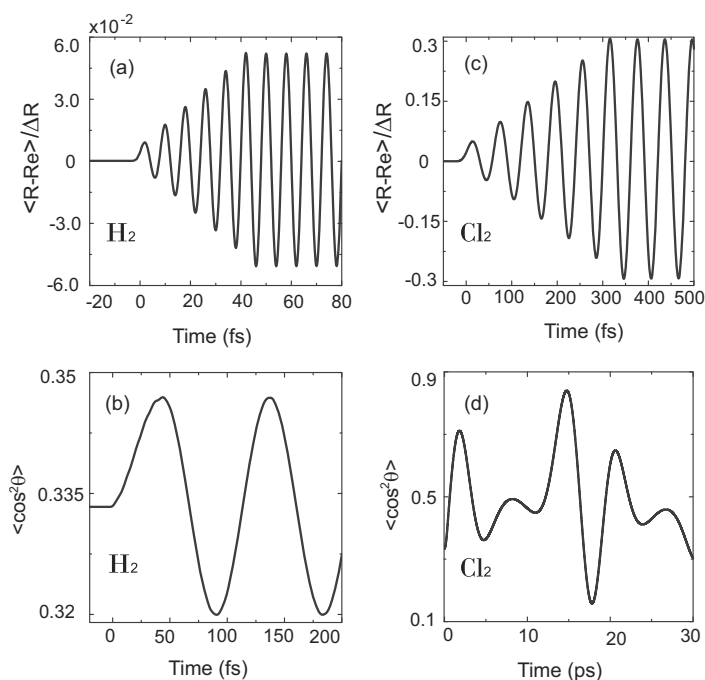 x10⁻²
6.0
(a)
3.0
0
-3.0
H₂
-6.0
<R-Re>/ΔR
-20 0 20 40 60 80
Time (fs)
0.3
(c)
0.15
0
-0.15
Cl₂
-0.3
<R-Re>/ΔR
0 100 200 300 400 500
Time (fs)
0.35
(b)
0.335
H₂
0.32
<cos²θ>
0 50 100 150 200
Time (fs)
0.9
(d)
0.5
Cl₂
0.1
<cos²θ>
0 10 20 30
Time (ps)